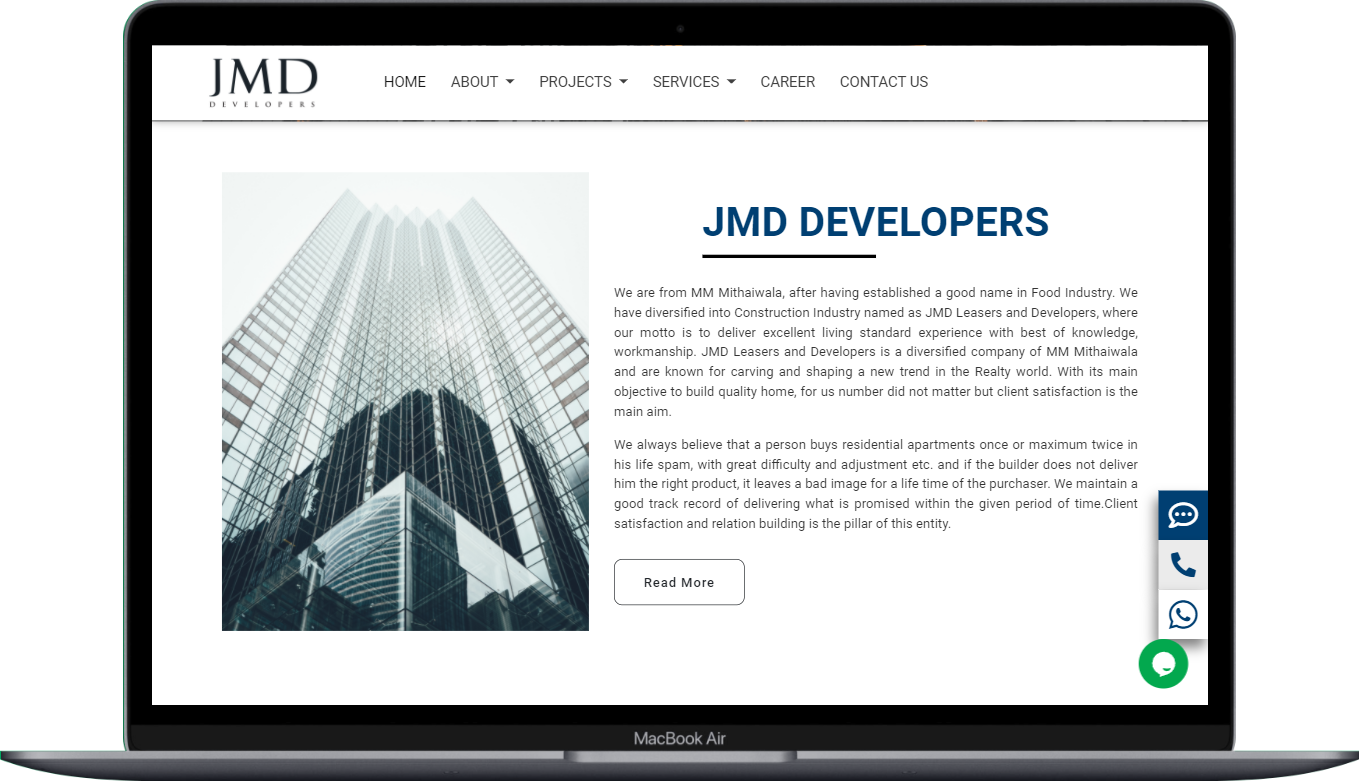 JMD
DEVELOPERS
HOME ABOUT PROJECTS SERVICES CAREER CONTACT US
JMD DEVELOPERS
We are from MM Mithaiwala, after having established a good name in Food Industry. We
have diversified into Construction Industry named as JMD Leasers and Developers, where
our motto is to deliver excellent living standard experience with best of knowledge,
workmanship. JMD Leasers and Developers is a diversified company of MM Mithaiwala
and are known for carving and shaping a new trend in the Realty world. With its main
objective to build quality home, for us number did not matter but client satisfaction is the
main aim.
We always believe that a person buys residential apartments once or maximum twice in
his life spam, with great difficulty and adjustment etc. and if the builder does not deliver
him the right product, it leaves a bad image for a life time of the purchaser. We maintain a
good track record of delivering what is promised within the given period of time.Client
satisfaction and relation building is the pillar of this entity.
Read More
MacBook Air